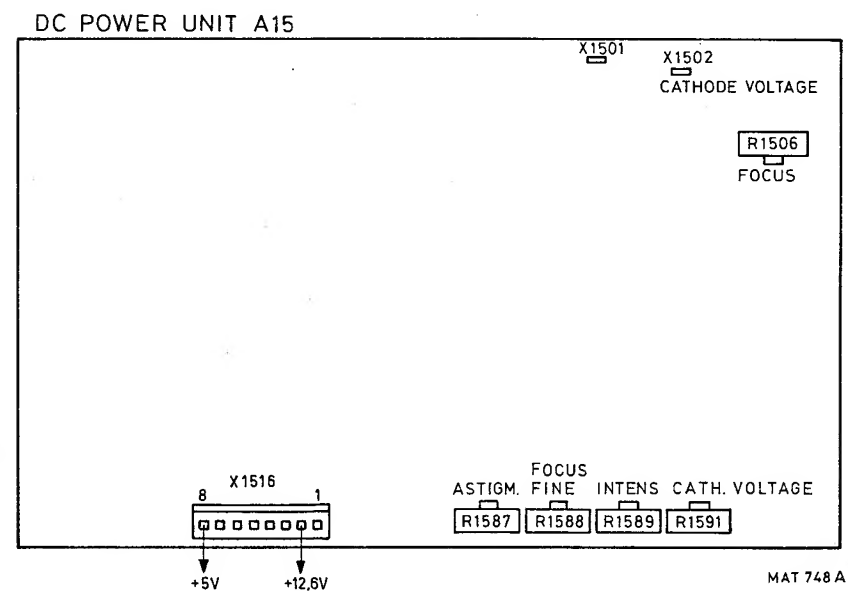 DC POWER UNIT A15
X1501
X1502
CATHODE VOLTAGE
R1506
FOCUS
X1516
8 1
+5V +12,6V
FOCUS
ASTIGM. FINE INTENS CATH. VOLTAGE
R1587 R1588 R1589 R1591
MAT 748 A